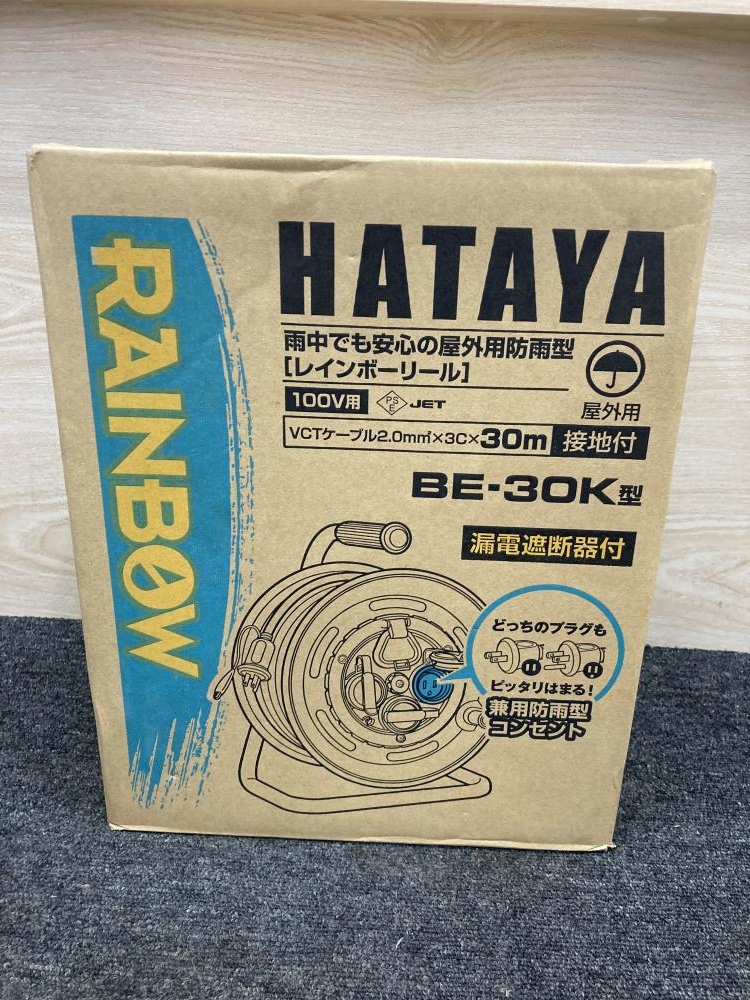 RAINBOW
HATAYA
雨中でも安心の屋外用防雨型
[レインボーリール]
屋外用
100V用 PS E JET
VCTケーブル2.0m㎡×3C×30m 接地付
BE-30K型
漏電遮断器付
どっちのプラグも
ピッタリはまる!
兼用防雨型
コンセント